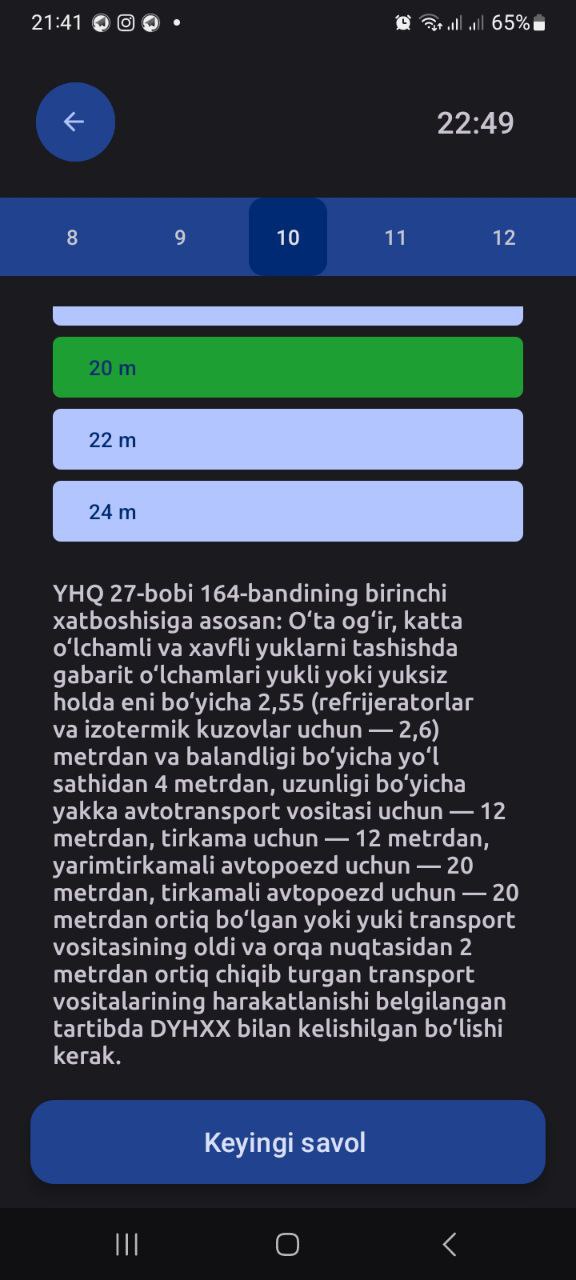 21:41
65%
22:49
8 9 10 11 12
20 m
22 m
24 m
YHQ 27-bobi 164-bandining birinchi
xatboshisiga asosan: Oʻta ogʻir, katta
oʻlchamli va xavfli yuklarni tashishda
gabarit oʻlchamlari yukli yoki yuksiz
holda eni boʻyicha 2,55 (refrijeratorlar
va izotermik kuzovlar uchun — 2,6)
metrdan va balandligi boʻyicha yoʻl
sathidan 4 metrdan, uzunligi boʻyicha
yakka avtotransport vositasi uchun — 12
metrdan, tirkama uchun — 12 metrdan,
yarimtirkamali avtopoezd uchun — 20
metrdan, tirkamali avtopoezd uchun — 20
metrdan ortiq boʻlgan yoki yuki transport
vositasining oldi va orqa nuqtasidan 2
metrdan ortiq chiqib turgan transport
vositalarining harakatlanishi belgilangan
tartibda DYHXX bilan kelishilgan boʻlishi
kerak.
Keyingi savol